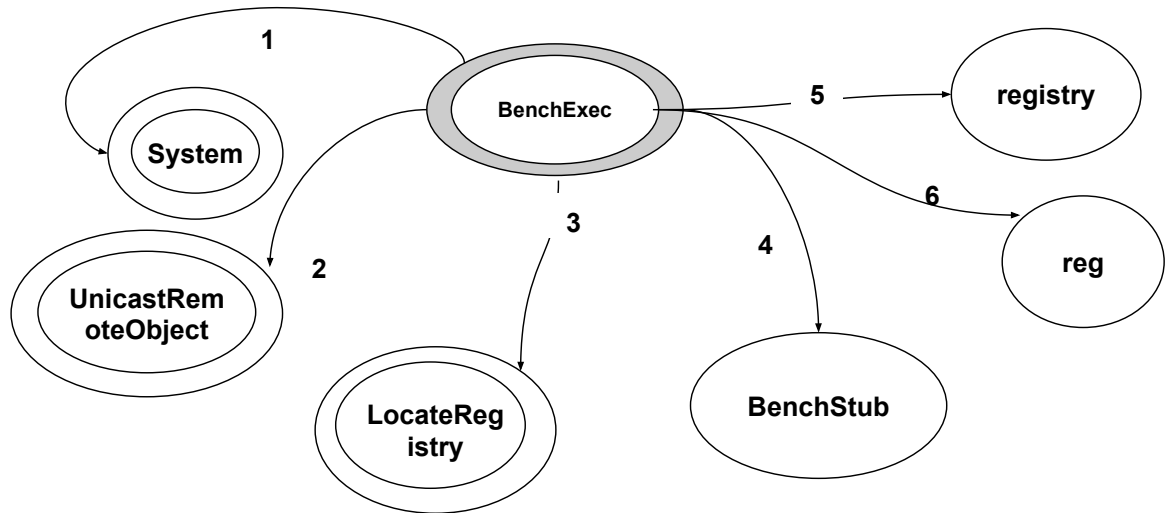 1
BenchExec
5
registry
System
6
3
4
reg
2
UnicastRem
oteObject
LocateReg
istry
BenchStub